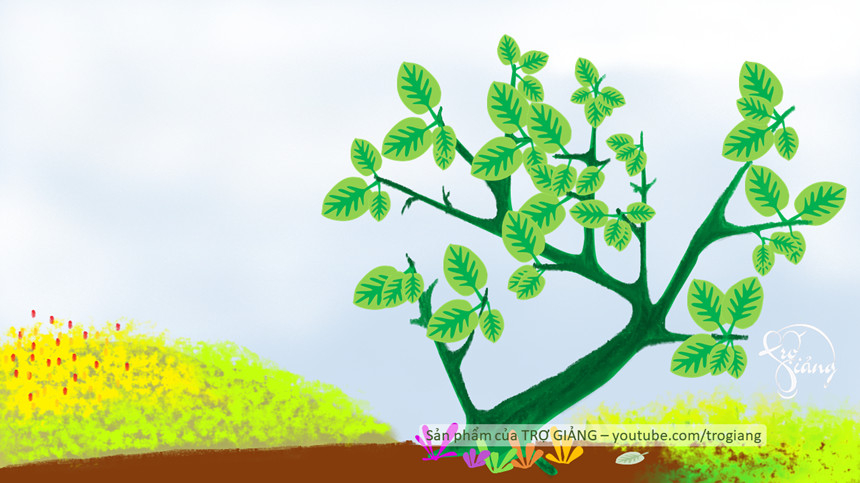 Trợ
Giảng
Sản phẩm của TRỢ GIẢNG – youtube.com/trogiang